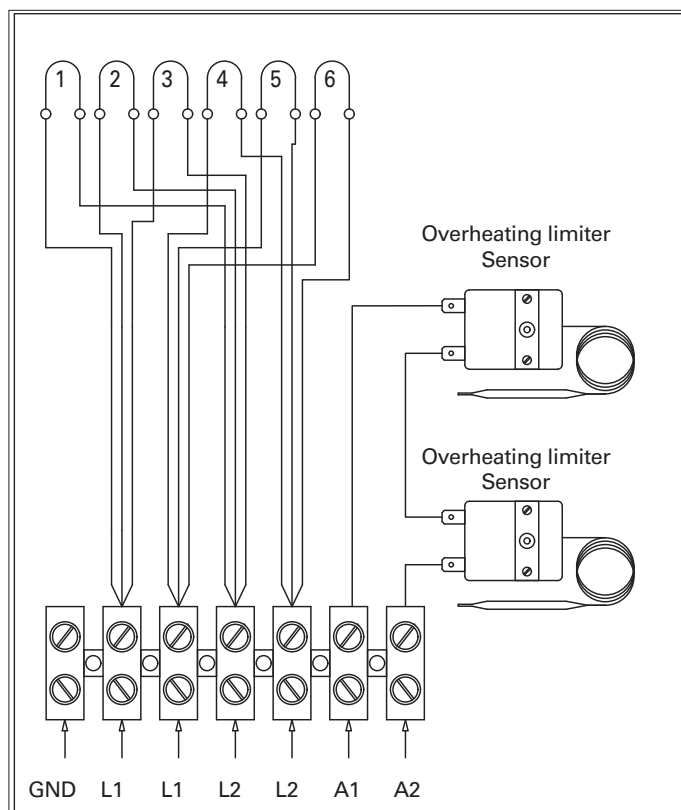 1 2 3 4 5 6
Overheating limiter
Sensor
Overheating limiter
Sensor
GND L1 L1 L2 L2 A1 A2